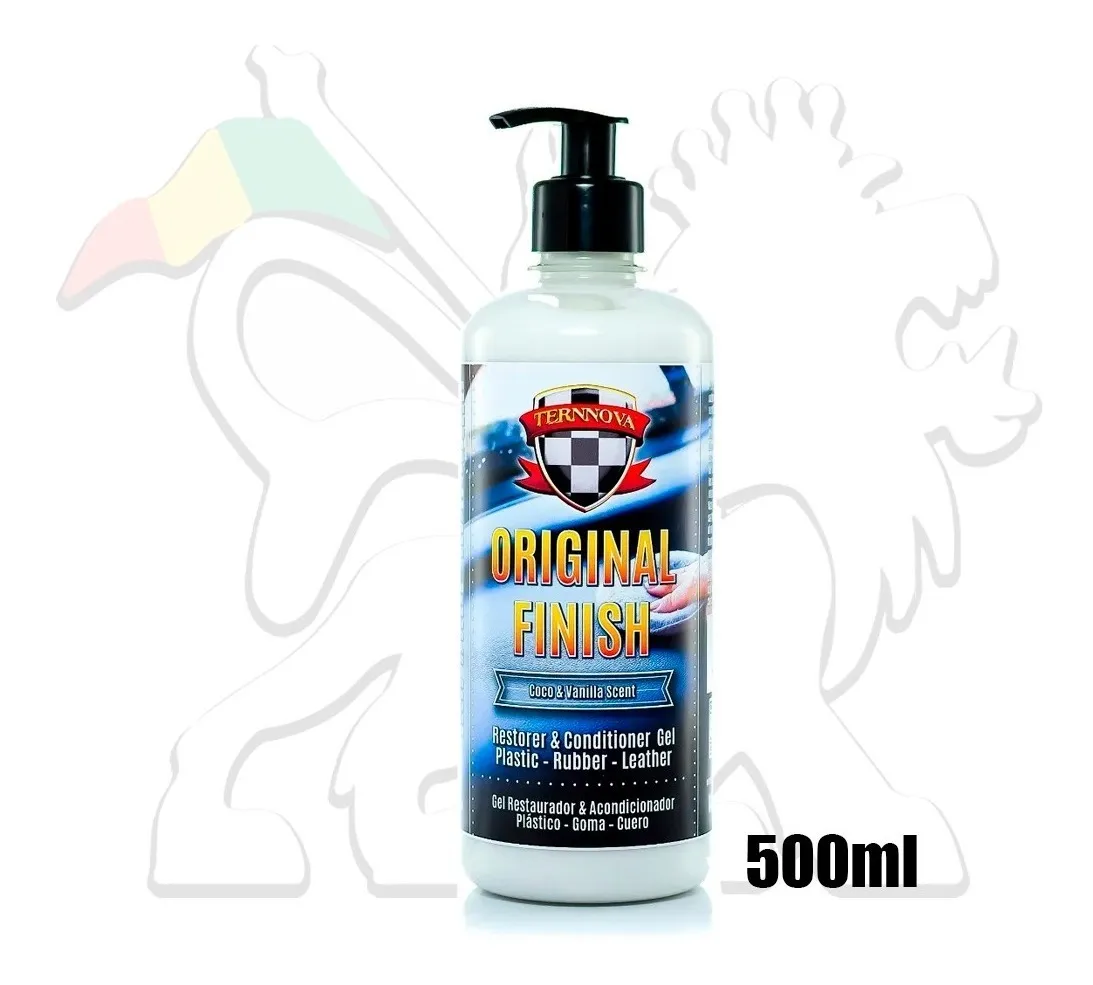 TERNNOVA
ORIGINAL
FINISH
Coco & Vanilla Scent
Restorer & Conditioner Gel
Plastic - Rubber - Leather
Gel Restaurador & Acondicionador
Plástico - Goma - Cuero
500ml